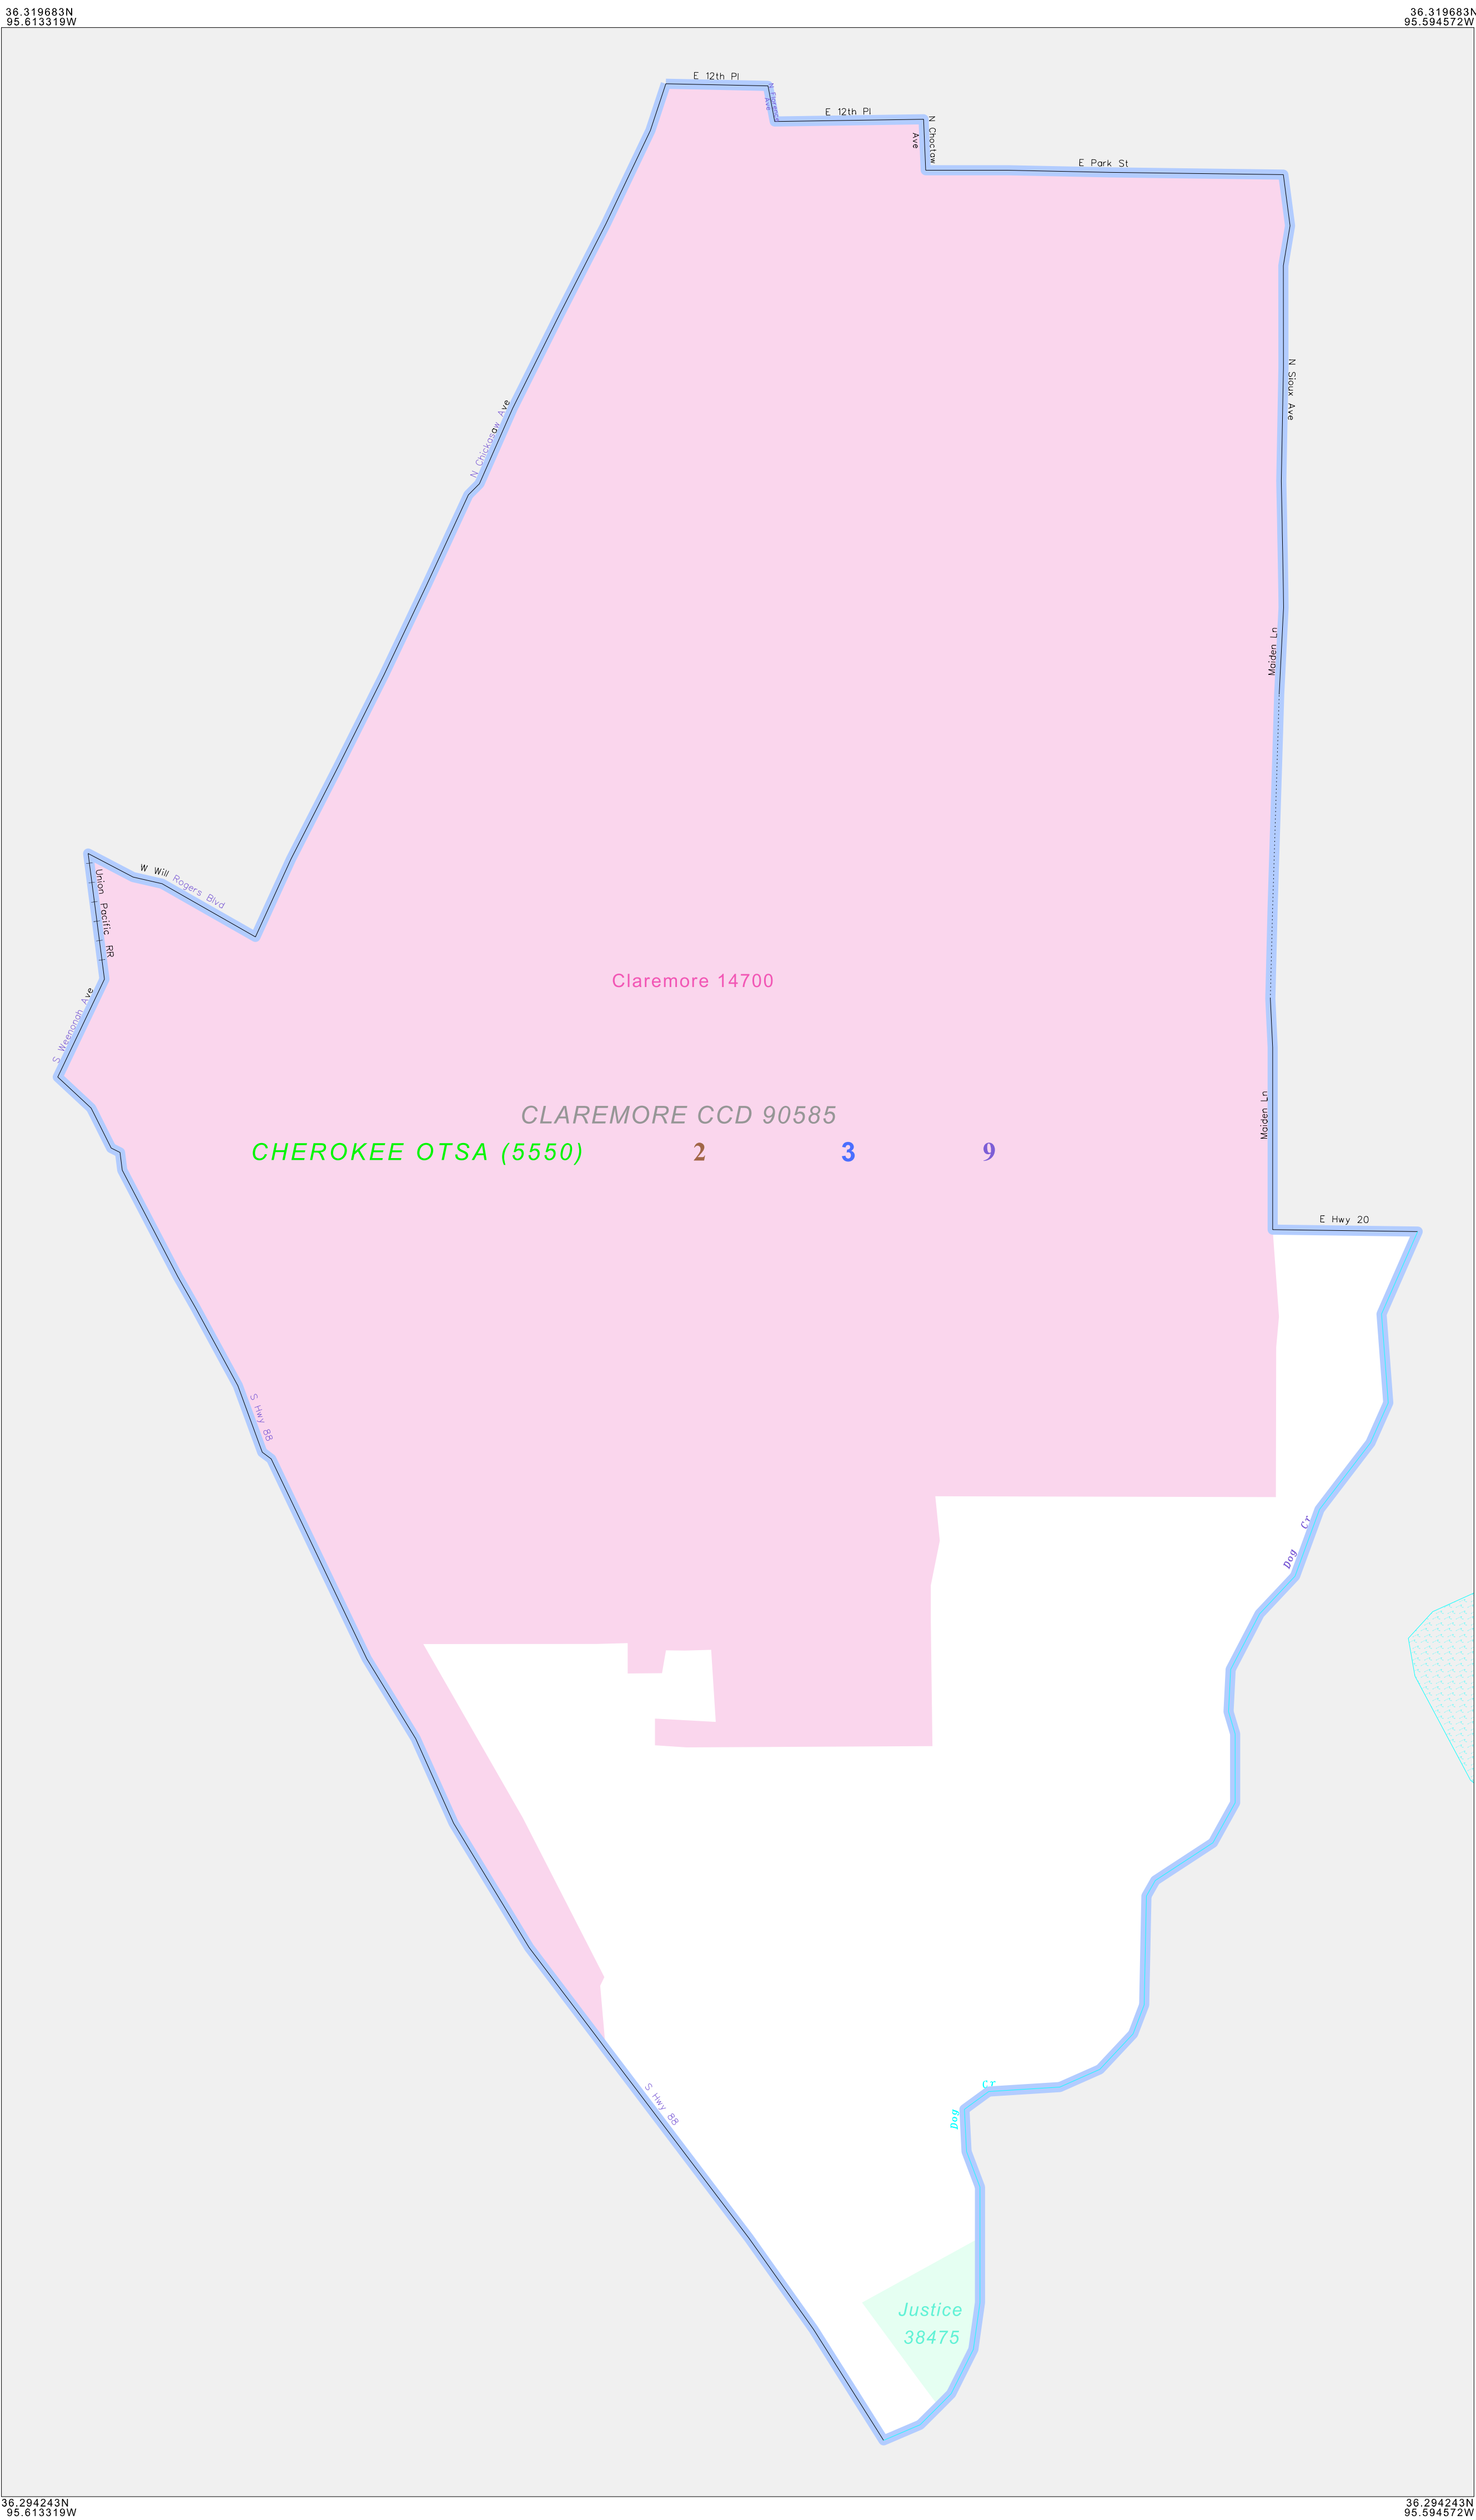 36.319683N
95.613319W
36.319683N
95.594572W
E 12th Pl
N Florence
Ave
E 12th Pl
N Choctaw
Ave
E Park St
N Sioux Ave
N Chickasaw Ave
Maiden Ln
W Will Rogers Blvd
Union Pacific RR
S Weenonah Ave
Claremore 14700
CLAREMORE CCD 90585
CHEROKEE OTSA (5550)
2
3
9
Maiden Ln
E Hwy 20
S Hwy 88
Dog Cr
S Hwy 88
Dog Cr
Justice
38475
36.294243N
95.613319W
36.294243N
95.594572W